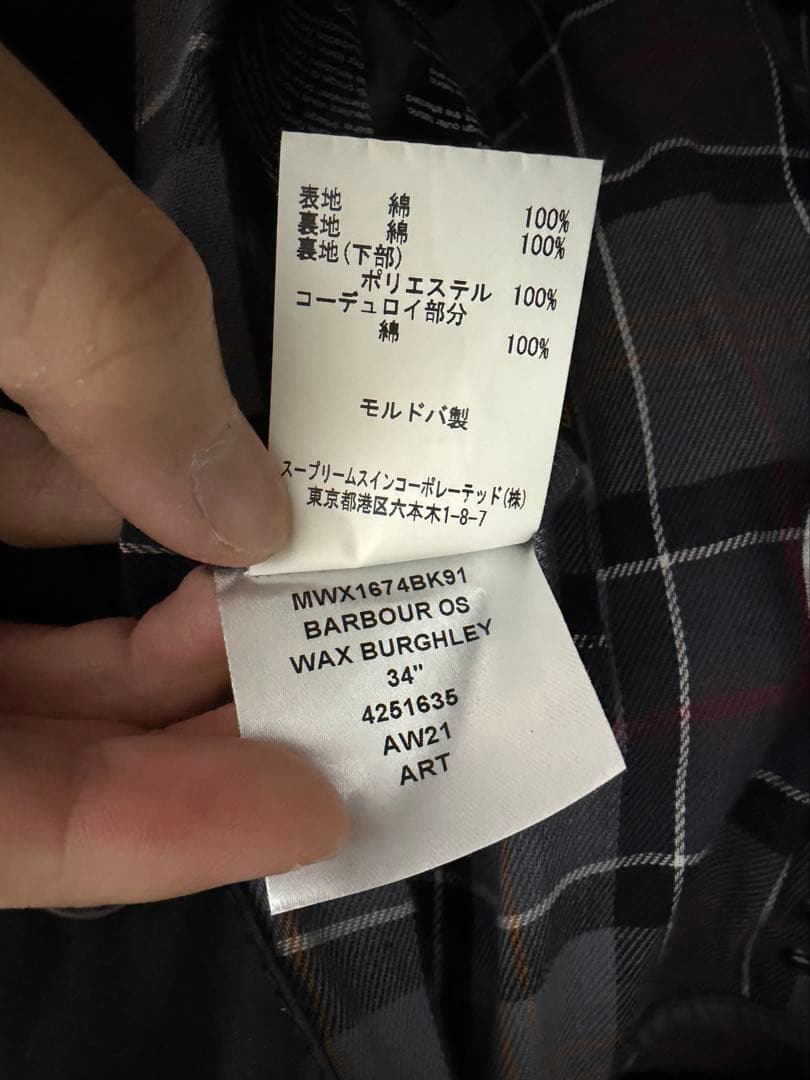 表地 綿 100%
裏地 綿 100%
裏地(下部)
ポリエステル 100%
コーデュロイ部分
綿 100%
モルドバ製
スープリームスインコーポレーテッド(株)
東京都港区六本木1-8-7
MWX1674BK91
BARBOUR OS
WAX BURGHLEY
34"
4251635
AW21
ART